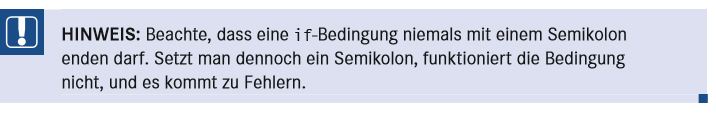 HINWEIS: Beachte, dass eine if-Bedingung niemals mit einem Semikolon
enden darf. Setzt man dennoch ein Semikolon, funktioniert die Bedingung
nicht, und es kommt zu Fehlern.